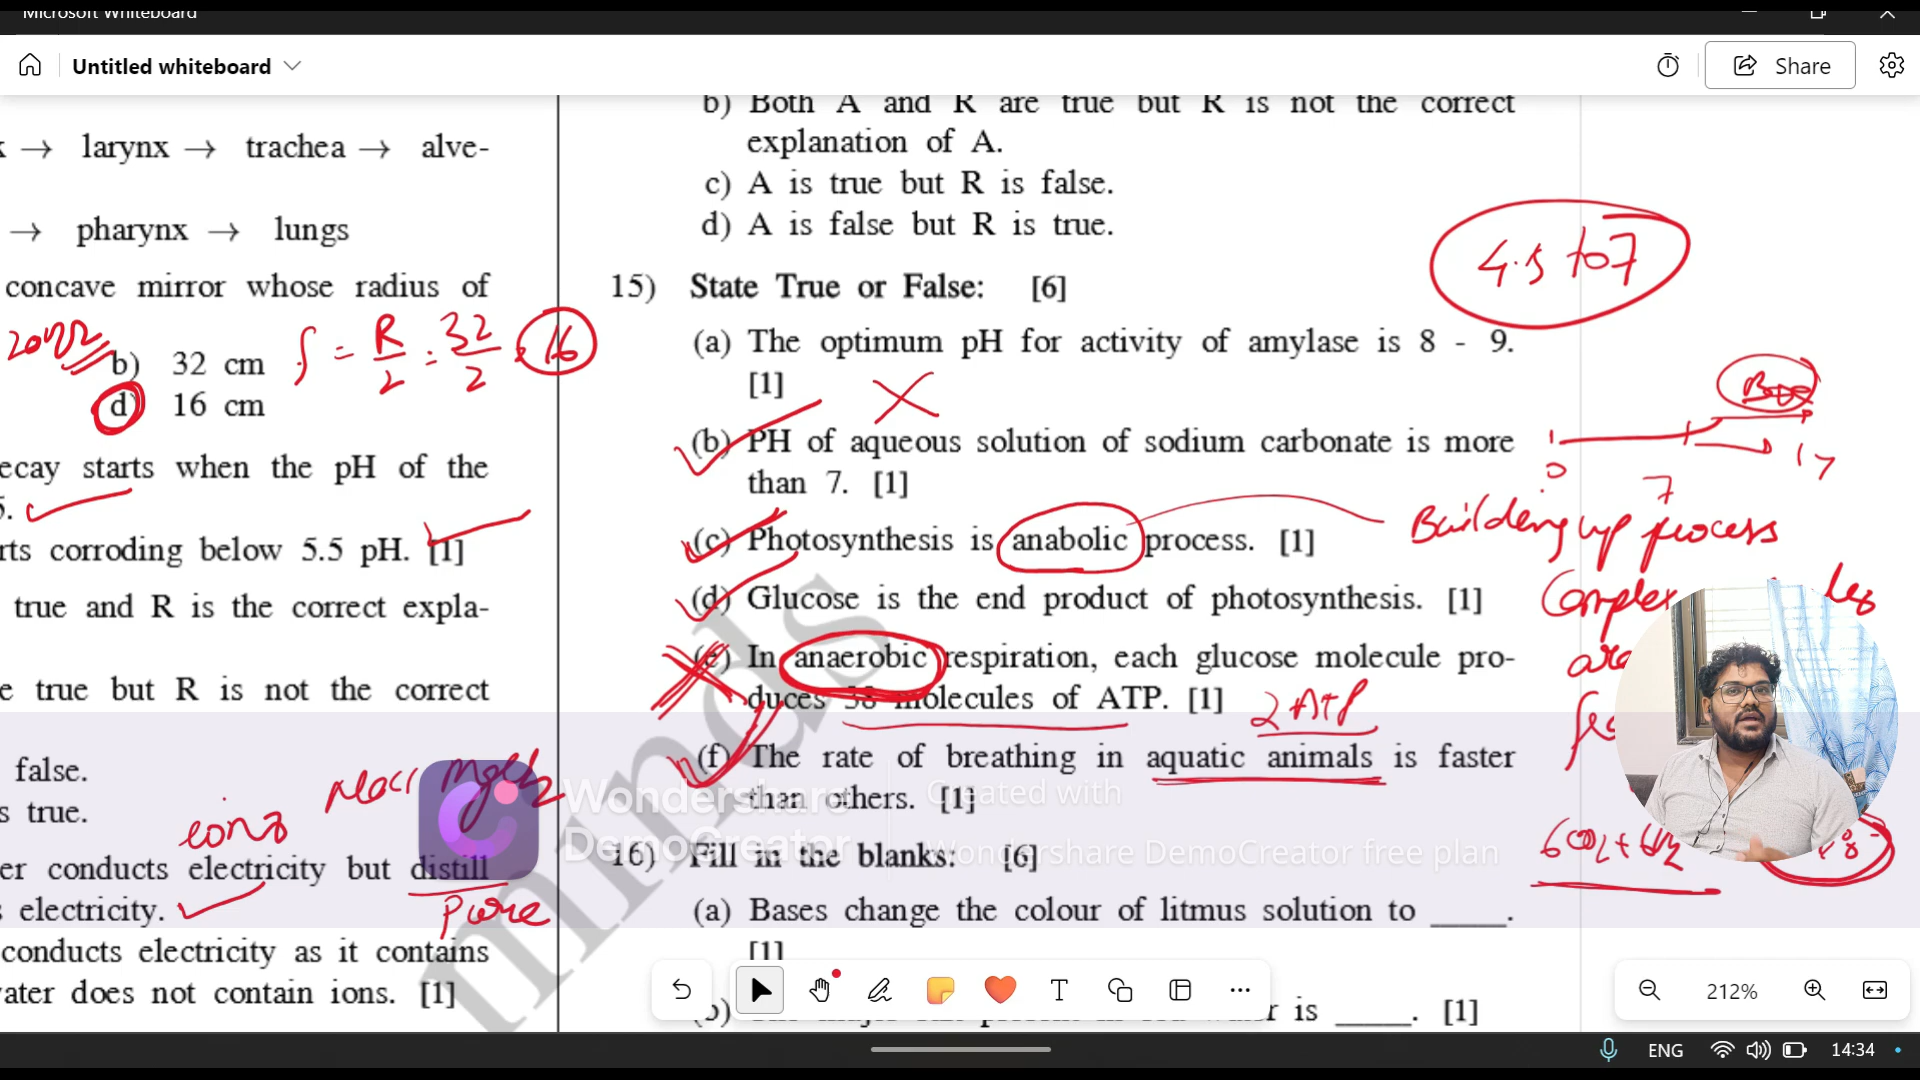 Microsoft Whiteboard
Untitled whiteboard
Share
→ larynx → trachea → alve-
→ pharynx → lungs
concave mirror whose radius of
b) 32 cm
f = R/2 = 32/2 = 16
d) 16 cm
ecay starts when the pH of the
rts corroding below 5.5 pH. [1]
true and R is the correct expla-
e true but R is not the correct
false.
s true.
ions
er conducts electricity but distill
s electricity.
Pure
conducts electricity as it contains
ater does not contain ions. [1]
b) Both A and R are true but R is not the correct
explanation of A.
c) A is true but R is false.
d) A is false but R is true.
4.5 to 7
15) State True or False: [6]
(a) The optimum pH for activity of amylase is 8 - 9.
[1]
(b) PH of aqueous solution of sodium carbonate is more
than 7. [1]
0
7
(c) Photosynthesis is anabolic process. [1]
Building up process
Complex
(d) Glucose is the end product of photosynthesis. [1]
(e) In anaerobic respiration, each glucose molecule pro-
duces 38 molecules of ATP. [1]
2 ATP
(f) The rate of breathing in aquatic animals is faster
than others. [1]
Wondershare
DemoCreator
Created with
Wondershare DemoCreator free plan
minds
16) Fill in the blanks: [6]
(a) Bases change the colour of litmus solution to _____.
[1]
r is _____. [1]
212%
ENG
14:34